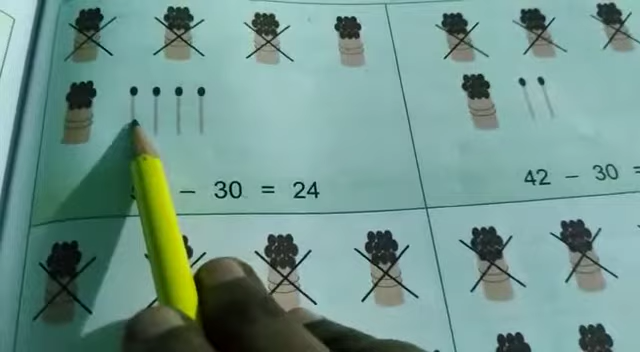 − 30 = 24
42 − 30 =